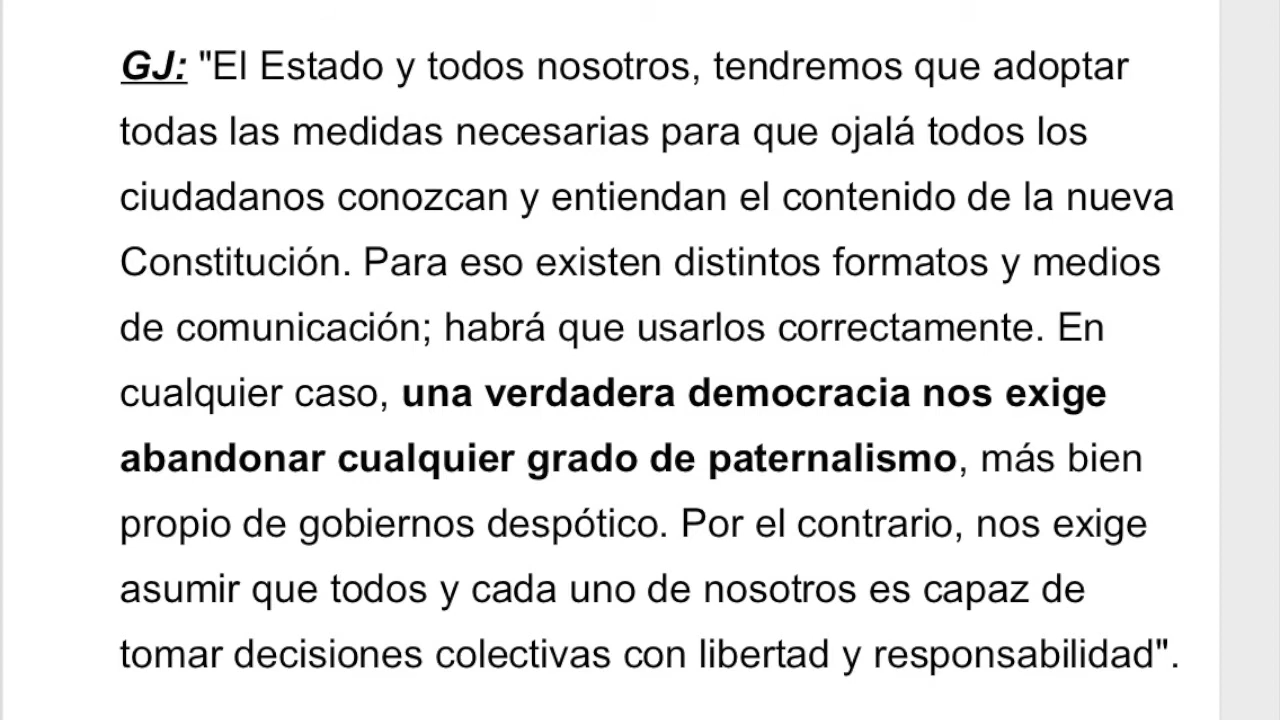 GJ: "El Estado y todos nosotros, tendremos que adoptar
todas las medidas necesarias para que ojalá todos los
ciudadanos conozcan y entiendan el contenido de la nueva
Constitución. Para eso existen distintos formatos y medios
de comunicación; habrá que usarlos correctamente. En
cualquier caso, una verdadera democracia nos exige
abandonar cualquier grado de paternalismo, más bien
propio de gobiernos despótico. Por el contrario, nos exige
asumir que todos y cada uno de nosotros es capaz de
tomar decisiones colectivas con libertad y responsabilidad".